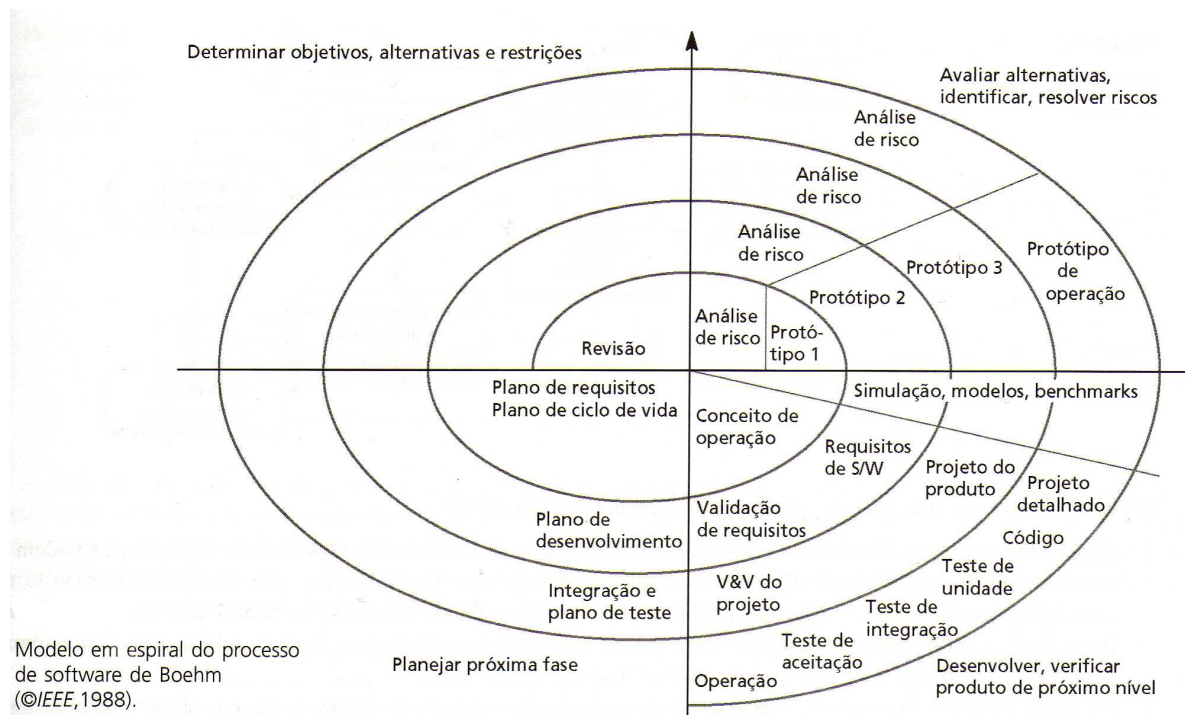 Determinar objetivos, alternativas e restrições
Avaliar alternativas,
identificar, resolver riscos
Análise
de risco
Análise
de risco
Análise
de risco
Protótipo
de
operação
Protótipo 3
Protótipo 2
Análise
de risco
Protó-
tipo 1
Revisão
Plano de requisitos
Plano de ciclo de vida
Simulação, modelos, benchmarks
Conceito de
operação
Requisitos
de S/W
Projeto do
produto
Projeto
detalhado
Plano de
desenvolvimento
Validação
de requisitos
Código
Teste de
unidade
Integração e
plano de teste
V&V do
projeto
Teste de
integração
Teste de
aceitação
Operação
Planejar próxima fase
Desenvolver, verificar
produto de próximo nível
Modelo em espiral do processo
de software de Boehm
(©IEEE,1988).